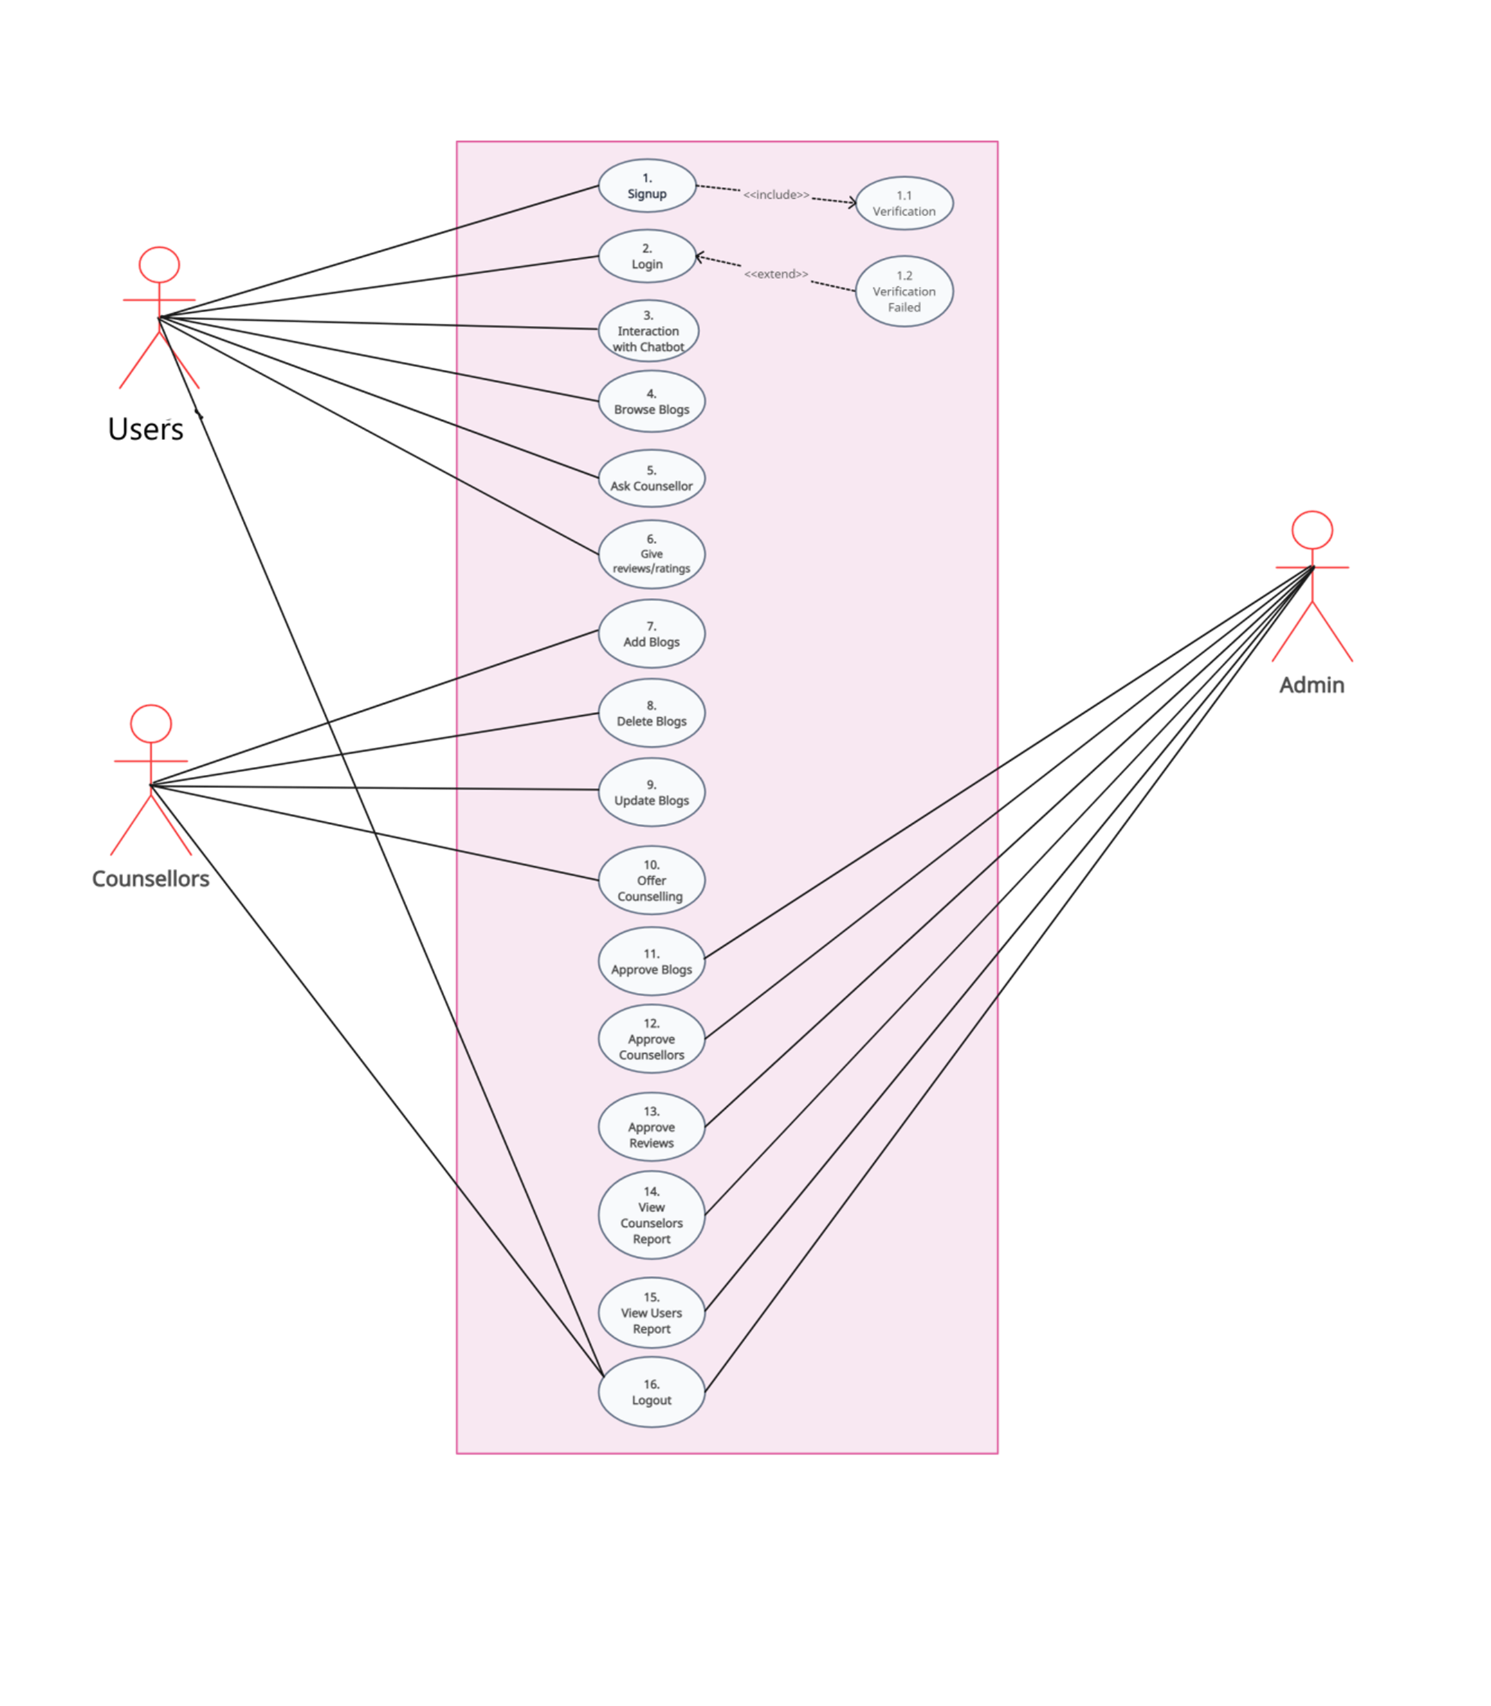 1.
Signup
<<include>>
1.1
Verification
2.
Login
<<extend>>
1.2
Verification
Failed
3.
Interaction
with Chatbot
4.
Browse Blogs
Users
5.
Ask Counsellor
6.
Give
reviews/ratings
7.
Add Blogs
Admin
8.
Delete Blogs
9.
Update Blogs
Counsellors
10.
Offer
Counselling
11.
Approve Blogs
12.
Approve
Counsellors
13.
Approve
Reviews
14.
View
Counselors
Report
15.
View Users
Report
16.
Logout